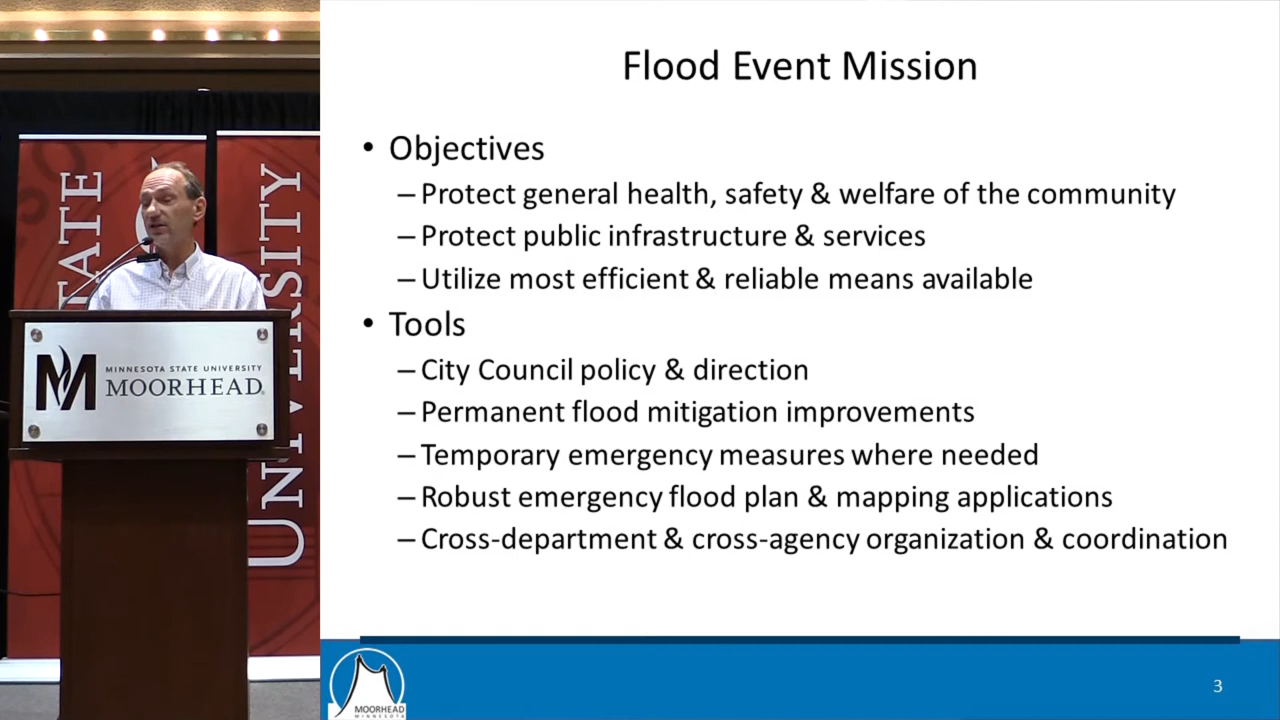 STATE
UNIVERSITY
MINNESOTA STATE UNIVERSITY
MOORHEAD
Flood Event Mission
• Objectives
– Protect general health, safety & welfare of the community
– Protect public infrastructure & services
– Utilize most efficient & reliable means available
• Tools
– City Council policy & direction
– Permanent flood mitigation improvements
– Temporary emergency measures where needed
– Robust emergency flood plan & mapping applications
– Cross-department & cross-agency organization & coordination
MOORHEAD
MINNESOTA
3